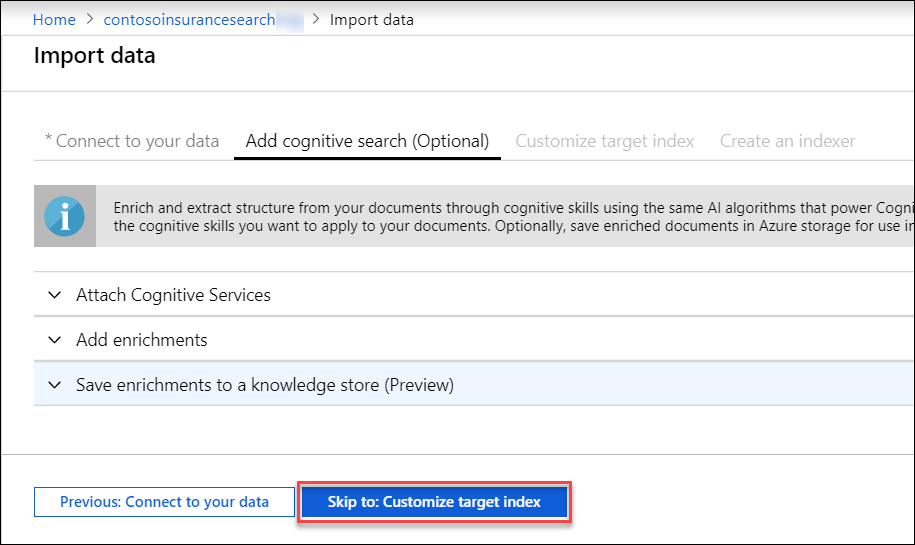 Home > contosoinsurancesearch > Import data
Import data
* Connect to your data Add cognitive search (Optional) Customize target index Create an indexer
Enrich and extract structure from your documents through cognitive skills using the same AI algorithms that power
the cognitive skills you want to apply to your documents. Optionally, save enriched documents in Azure storage for use
Attach Cognitive Services
Add enrichments
Save enrichments to a knowledge store (Preview)
Previous: Connect to your data Skip to: Customize target index